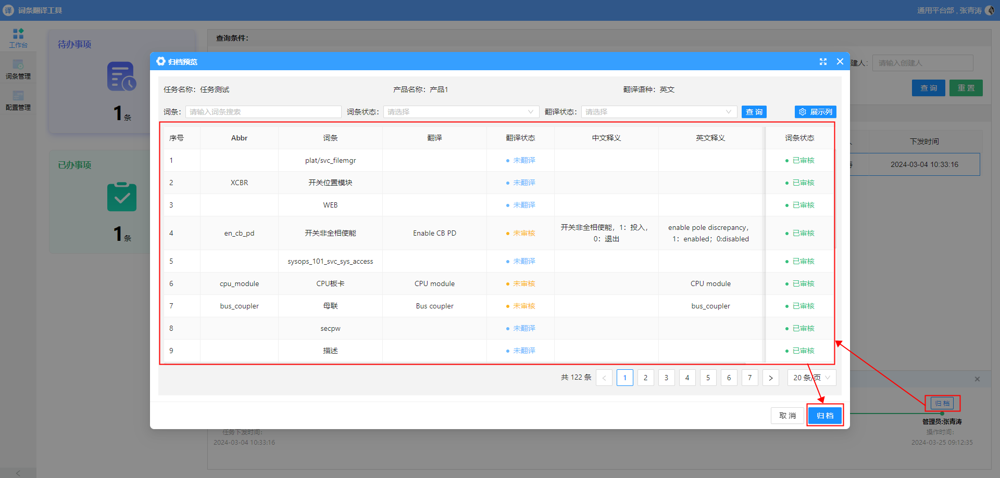 译 词条翻译工具
通用平台部 , 张青涛
工作台
词条管理
配置管理
待办事项
1条
已办事项
1条
查询条件：
建人： 请输入创建人
查 询 重 置
下发时间
2024-03-04 10:33:16
归档预览
任务名称：任务测试 产品名称：产品1 翻译语种：英文
词条： 请输入词条搜索 词条状态： 请选择 翻译状态： 请选择 查 询 展示列
序号 Abbr 词条 翻译 翻译状态 中文释义 英文释义 词条状态
1 plat/svc_filemgr 未翻译 已审核
2 XCBR 开关位置模块 未翻译 已审核
3 WEB 未翻译 已审核
4 en_cb_pd 开关非全相使能 Enable CB PD 未审核 开关非全相使能，1：投入， enable pole discrepancy， 已审核
0：退出 1：enabled；0:disabled
5 sysops_101_svc_sys_access 未翻译 已审核
6 cpu_module CPU板卡 CPU module 未审核 CPU module 已审核
7 bus_coupler 母联 Bus coupler 未审核 bus_coupler 已审核
8 secpw 未翻译 已审核
9 描述 未翻译 已审核
共 122 条 < 1 2 3 4 5 6 7 > 20 条/页
取 消 归 档
归 档
管理员:张青涛
操作时间：
2024-03-25 09:12:35
任务下发时间：
2024-03-04 10:33:16